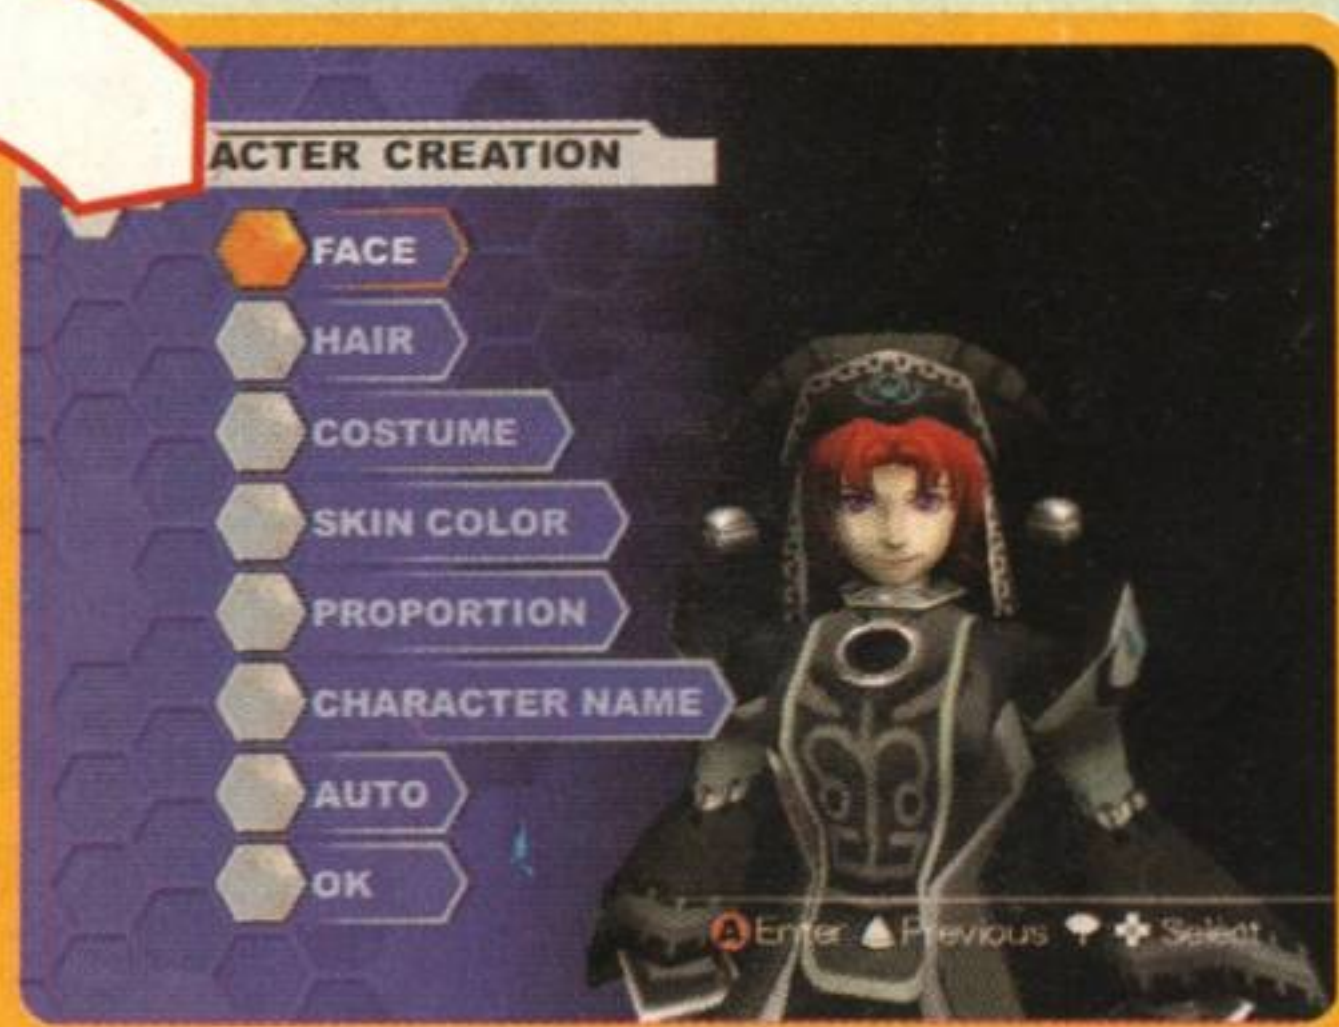 ACTER CREATION
FACE
HAIR
COSTUME
SKIN COLOR
PROPORTION
CHARACTER NAME
AUTO
OK
A Enter Previous Select